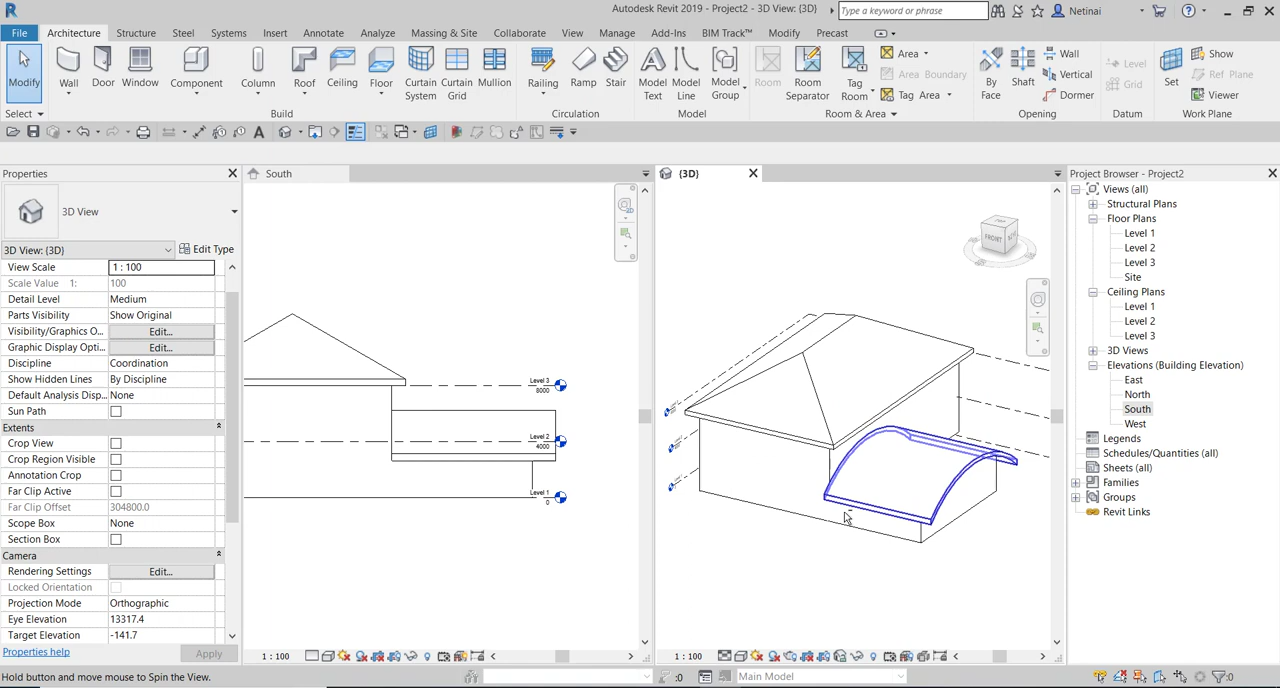 Autodesk Revit 2019 - Project2 - 3D View: {3D}
Type a keyword or phrase
Netinai
File Architecture Structure Steel Systems Insert Annotate Analyze Massing & Site Collaborate View Manage Add-Ins BIM Track™ Modify Precast
Modify Wall Door Window Component Column Roof Ceiling Floor Curtain System Curtain Grid Mullion Railing Ramp Stair Model Text Model Line Model Group Room Room Separator Tag Room
Area
Area Boundary
Tag Area
By Face Shaft
Wall
Vertical
Dormer
Level
Grid
Set
Show
Ref Plane
Viewer
Select Build Circulation Model Room & Area Opening Datum Work Plane
Properties
3D View
3D View: {3D} Edit Type
View Scale 1 : 100
Scale Value 1: 100
Detail Level Medium
Parts Visibility Show Original
Visibility/Graphics O... Edit...
Graphic Display Opti... Edit...
Discipline Coordination
Show Hidden Lines By Discipline
Default Analysis Disp... None
Sun Path
Extents
Crop View
Crop Region Visible
Annotation Crop
Far Clip Active
Far Clip Offset 304800.0
Scope Box None
Section Box
Camera
Rendering Settings Edit...
Locked Orientation
Projection Mode Orthographic
Eye Elevation 13317.4
Target Elevation -141.7
Properties help Apply
South
Level 3
8000
Level 2
4000
Level 1
0
1 : 100
{3D}
TOP
FRONT
1 : 100
Project Browser - Project2
Views (all)
Structural Plans
Floor Plans
Level 1
Level 2
Level 3
Site
Ceiling Plans
Level 1
Level 2
Level 3
3D Views
Elevations (Building Elevation)
East
North
South
West
Legends
Schedules/Quantities (all)
Sheets (all)
Families
Groups
Revit Links
Hold button and move mouse to Spin the View.
:0
Main Model
:0